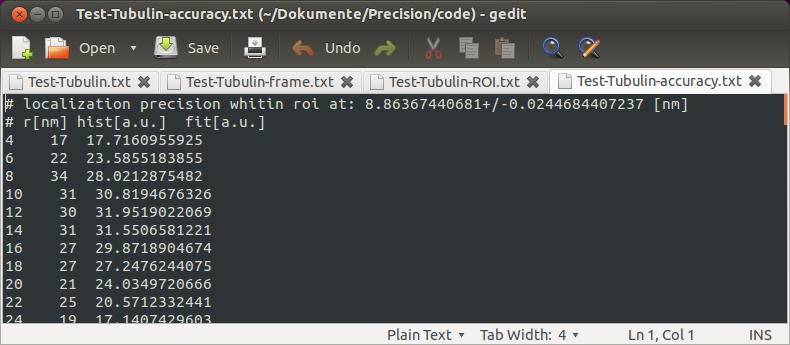 Test-Tubulin-accuracy.txt (~/Dokumente/Precision/code) - gedit
Open Save Undo
Test-Tubulin.txt Test-Tubulin-frame.txt Test-Tubulin-ROI.txt Test-Tubulin-accuracy.txt
# localization precision whitin roi at: 8.86367440681+/-0.0244684407237 [nm]
# r[nm] hist[a.u.] fit[a.u.]
4 17 17.7160955925
6 22 23.5855183855
8 34 28.0212875482
10 31 30.8194676326
12 30 31.9519022069
14 31 31.5506581221
16 27 29.8718904674
18 27 27.2476244075
20 21 24.0349720666
22 25 20.5712332441
24 19 17.1407429603
Plain Text Tab Width: 4 Ln 1, Col 1 INS